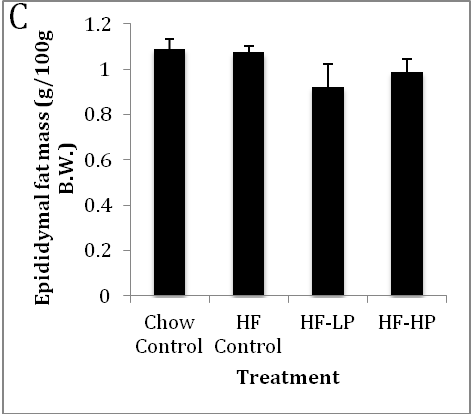 C
Epididymal fat mass (g/100g
B.W.)
1.2
1
0.8
0.6
0.4
0.2
0
Chow
Control
HF
Control
HF-LP
HF-HP
Treatment